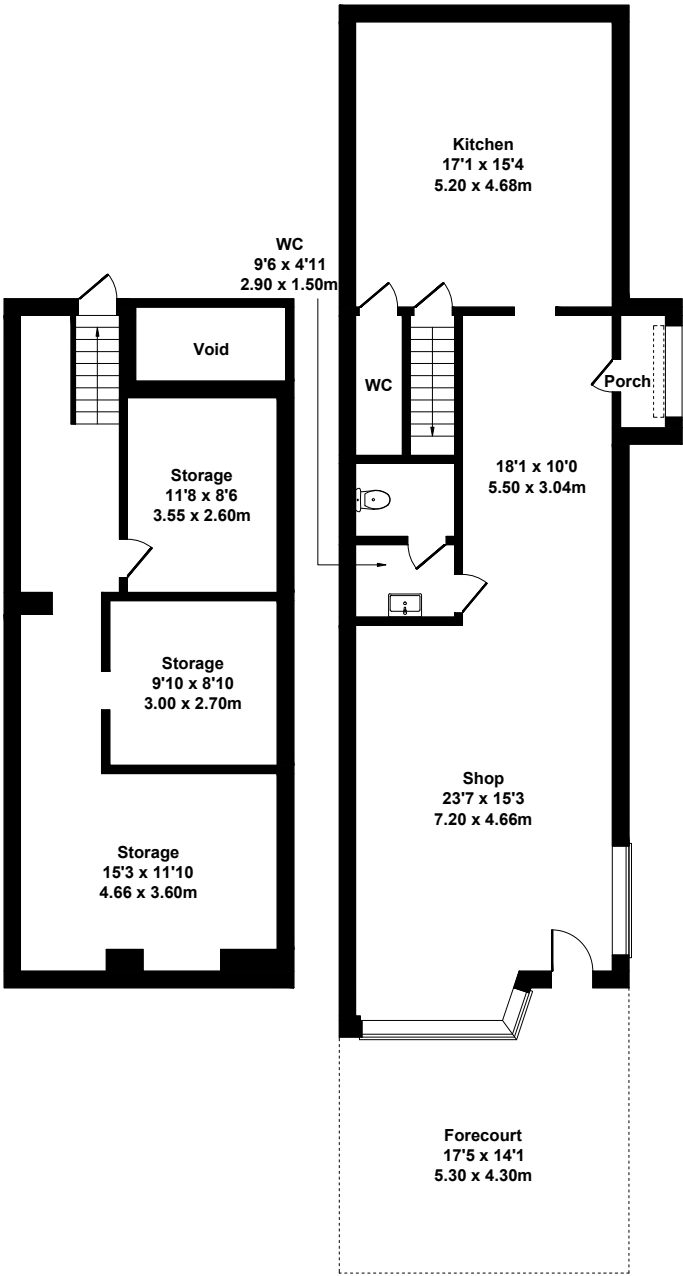 Kitchen
17'1 x 15'4
5.20 x 4.68m
WC
9'6 x 4'11
2.90 x 1.50m
Void
WC
Porch
Storage
11'8 x 8'6
3.55 x 2.60m
18'1 x 10'0
5.50 x 3.04m
Storage
9'10 x 8'10
3.00 x 2.70m
Shop
23'7 x 15'3
7.20 x 4.66m
Storage
15'3 x 11'10
4.66 x 3.60m
Forecourt
17'5 x 14'1
5.30 x 4.30m